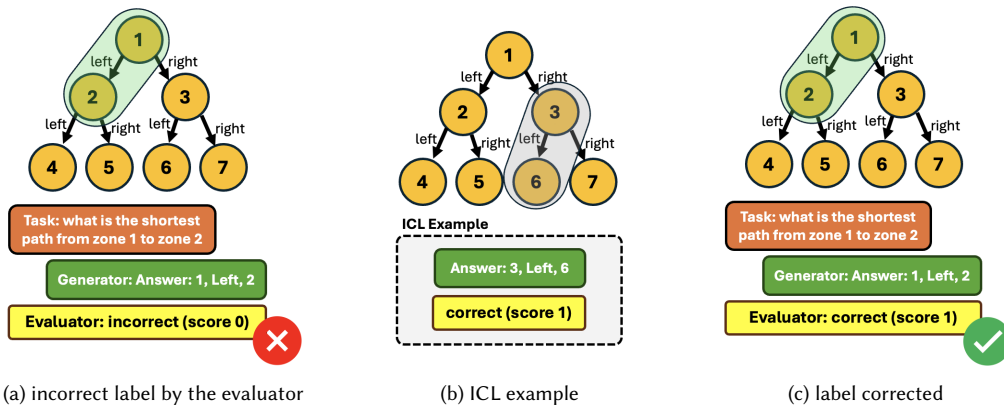 1
left
right
2
3
left
right
left
right
4
5
6
7
Task: what is the shortest
path from zone 1 to zone 2
Generator: Answer: 1, Left, 2
Evaluator: incorrect (score 0)
(a) incorrect label by the evaluator
1
left
right
2
3
left
right
left
right
4
5
6
7
ICL Example
Answer: 3, Left, 6
correct (score 1)
(b) ICL example
1
left
right
2
3
left
right
left
right
4
5
6
7
Task: what is the shortest
path from zone 1 to zone 2
Generator: Answer: 1, Left, 2
Evaluator: correct (score 1)
(c) label corrected